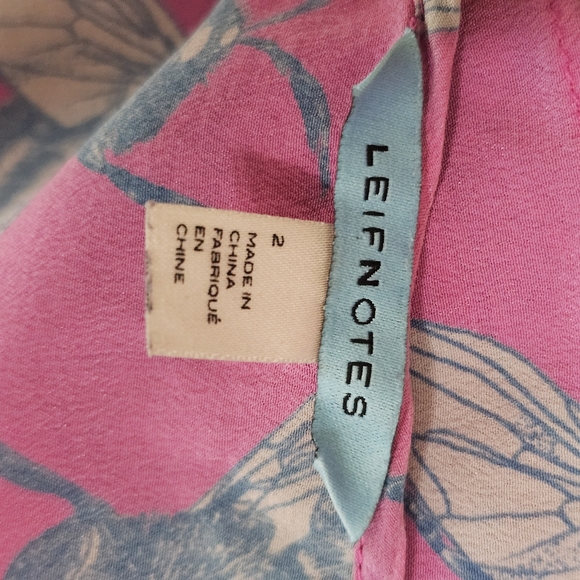 LEIFNOTES
2
MADE IN
CHINA
FABRIQUÉ
EN
CHINE